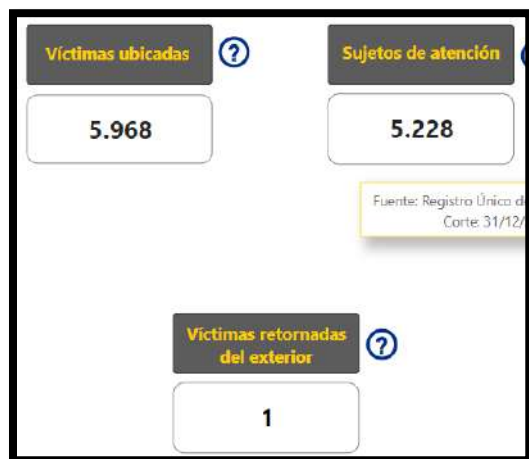 Víctimas ubicadas
?
Sujetos de atención
5.968
5.228
Fuente: Registro Único d
Corte: 31/12/
Víctimas retornadas
del exterior
?
1